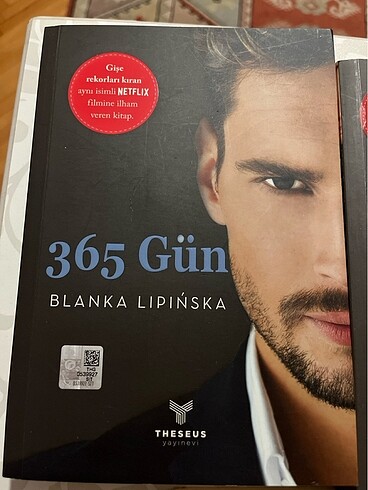 Gişe
rekorları kıran
aynı isimli NETFLIX
filmine ilham
veren kitap.
365 Gün
BLANKA LIPIŃSKA
THESEUS
yayınevi